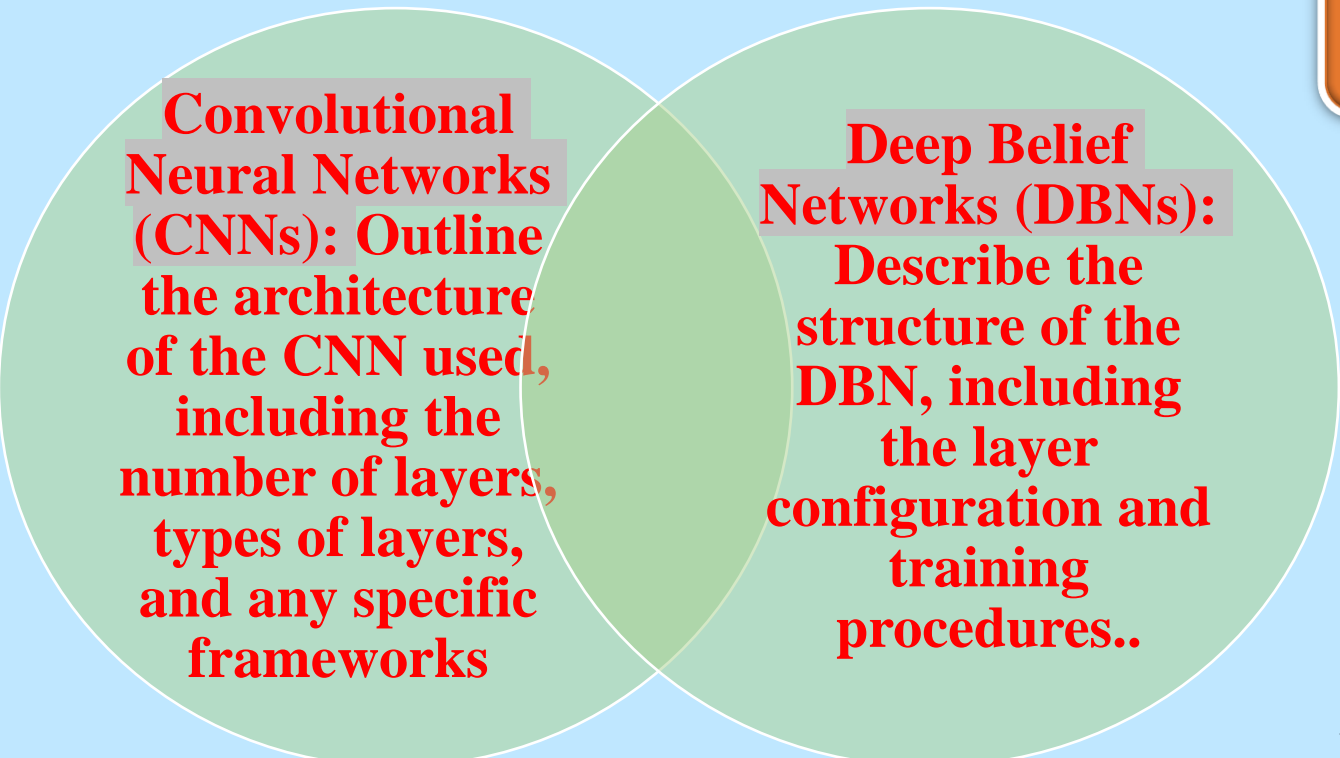 Convolutional
Neural Networks
(CNNs): Outline
the architecture
of the CNN used,
including the
number of layers,
types of layers,
and any specific
frameworks
Deep Belief
Networks (DBNs):
Describe the
structure of the
DBN, including
the layer
configuration and
training
procedures..